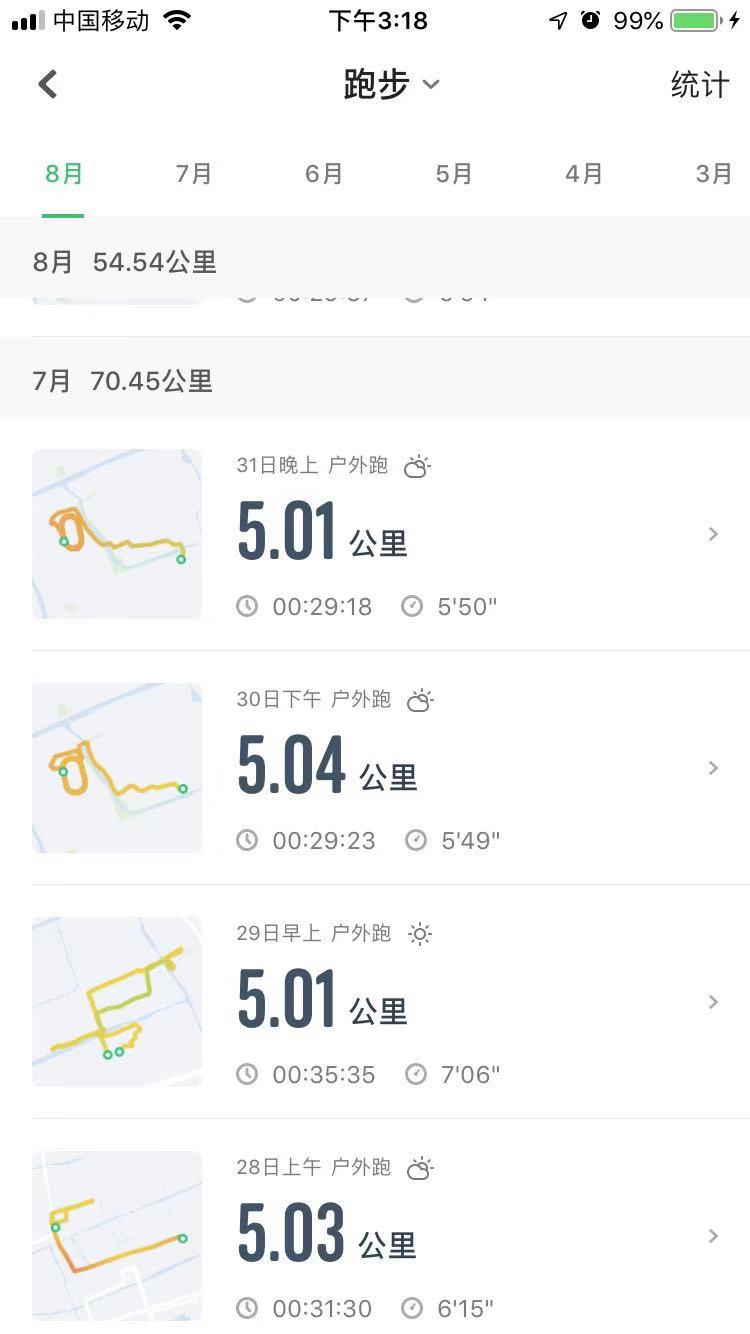 中国移动 下午3:18 99%
跑步 统计
8月 7月 6月 5月 4月 3月
8月 54.54公里
7月 70.45公里
31日晚上 户外跑
5.01 公里
00:29:18 5'50"
30日下午 户外跑
5.04 公里
00:29:23 5'49"
29日早上 户外跑
5.01 公里
00:35:35 7'06"
28日上午 户外跑
5.03 公里
00:31:30 6'15"